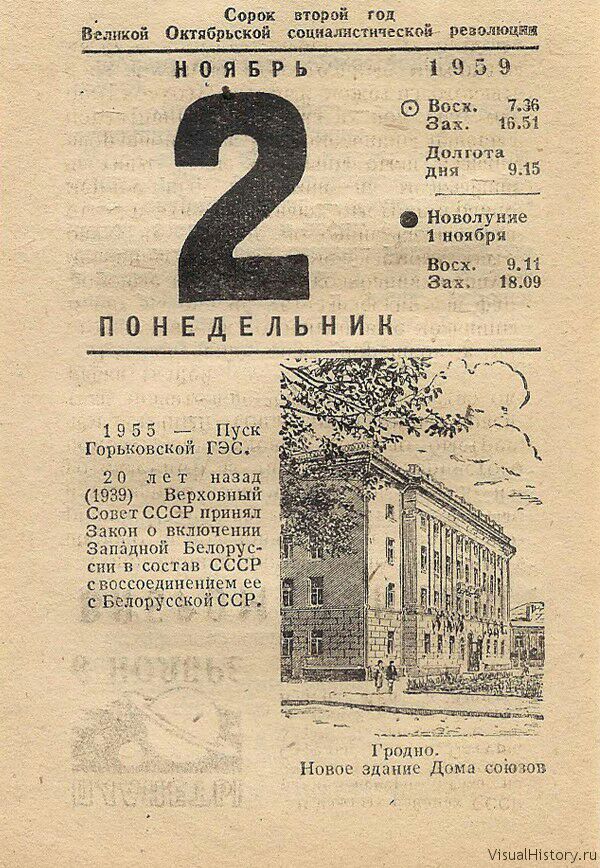 Сорок второй год
Великой Октябрьской социалистической революции
НОЯБРЬ 1959
2
Восх. 7.36
Зах. 16.51
Долгота
дня 9.15
Новолуние
1 ноября
Восх. 9.11
Зах. 18.09
ПОНЕДЕЛЬНИК
1955 — Пуск
Горьковской ГЭС.
20 лет назад
(1939) Верховный
Совет СССР принял
Закон о включении
Западной Белорус-
сии в состав СССР
с воссоединением ее
с Белорусской ССР.
Гродно.
Новое здание Дома союзов
VisualHistory.ru